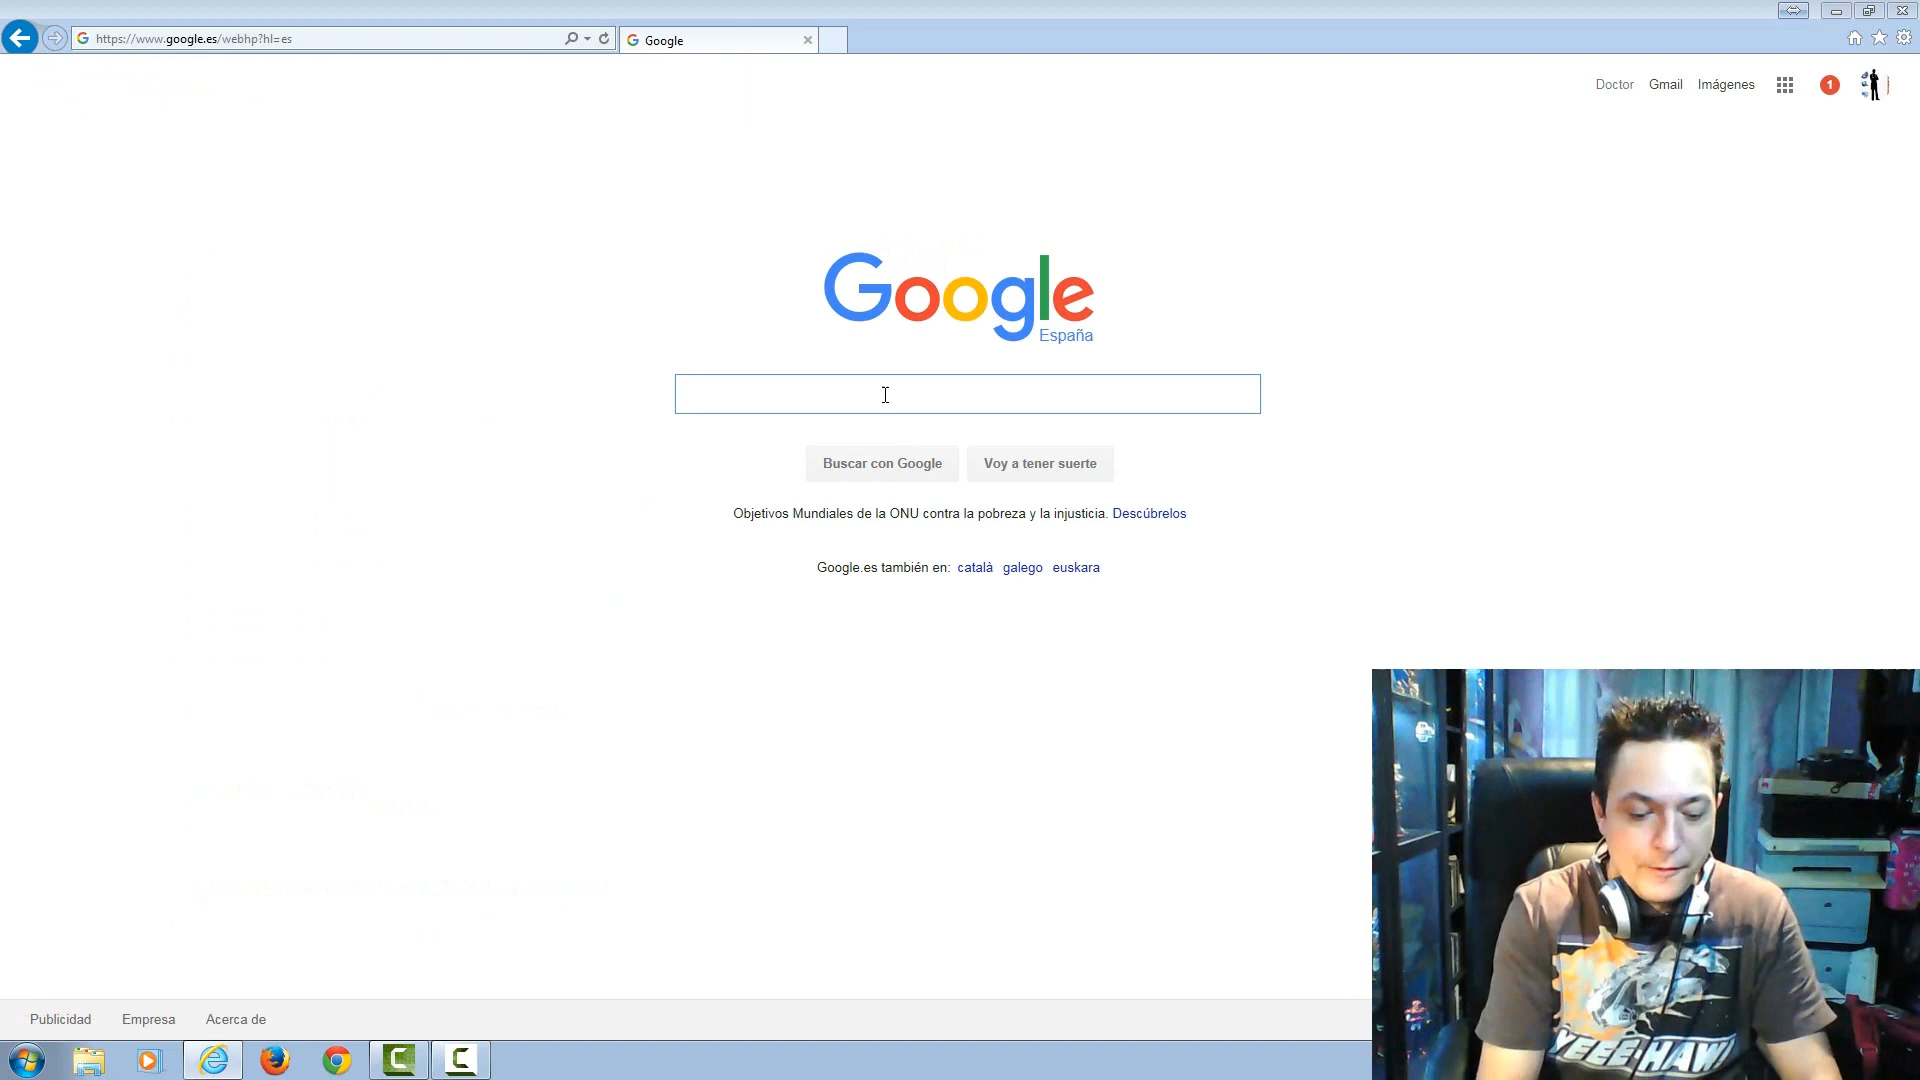 https://www.google.es/webhp?hl=es
Google
Doctor Gmail Imágenes 1
Google
España
Buscar con Google Voy a tener suerte
Objetivos Mundiales de la ONU contra la pobreza y la injusticia. Descúbrelos
Google.es también en: català galego euskara
Publicidad Empresa Acerca de
YEEE-HAW!